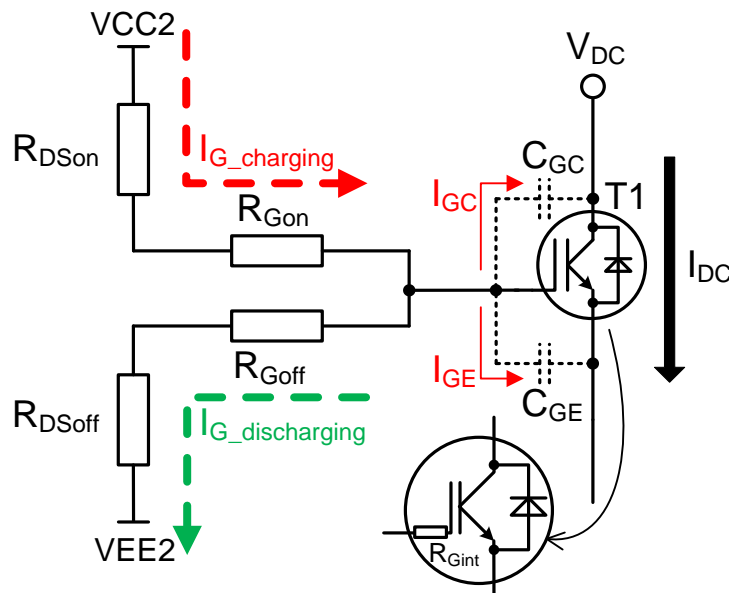 VCC2
V_DC
R_DSon
I_G_charging
C_GC
I_GC
T1
R_Gon
I_DC
R_Goff
I_GE
R_DSoff
C_GE
I_G_discharging
VEE2
R_Gint